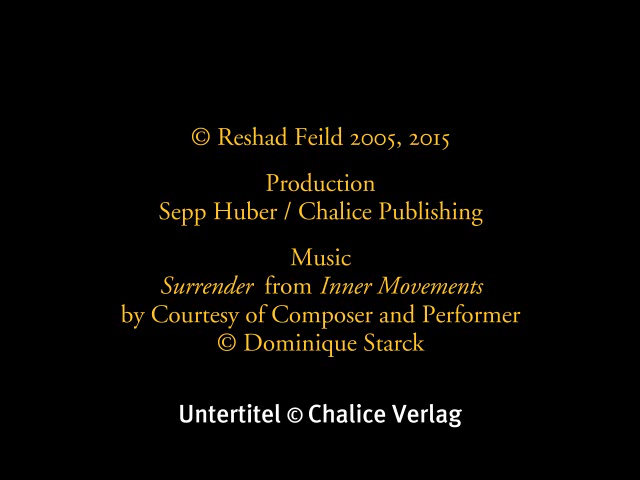 © Reshad Feild 2005, 2015
Production
Sepp Huber / Chalice Publishing
Music
Surrender from Inner Movements
by Courtesy of Composer and Performer
© Dominique Starck
Untertitel © Chalice Verlag